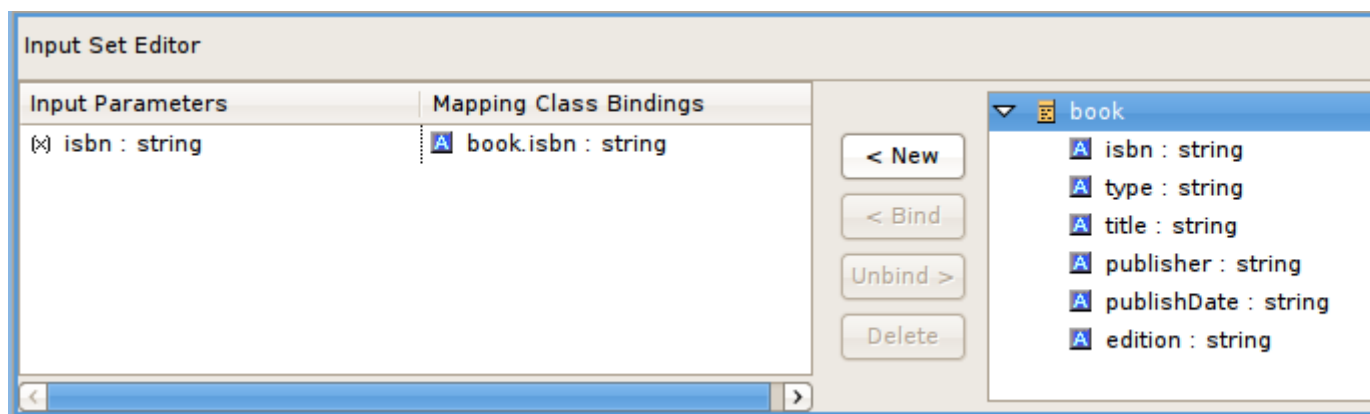 Input Set Editor
Input Parameters
Mapping Class Bindings
isbn : string
book.isbn : string
< New
< Bind
Unbind >
Delete
book
isbn : string
type : string
title : string
publisher : string
publishDate : string
edition : string